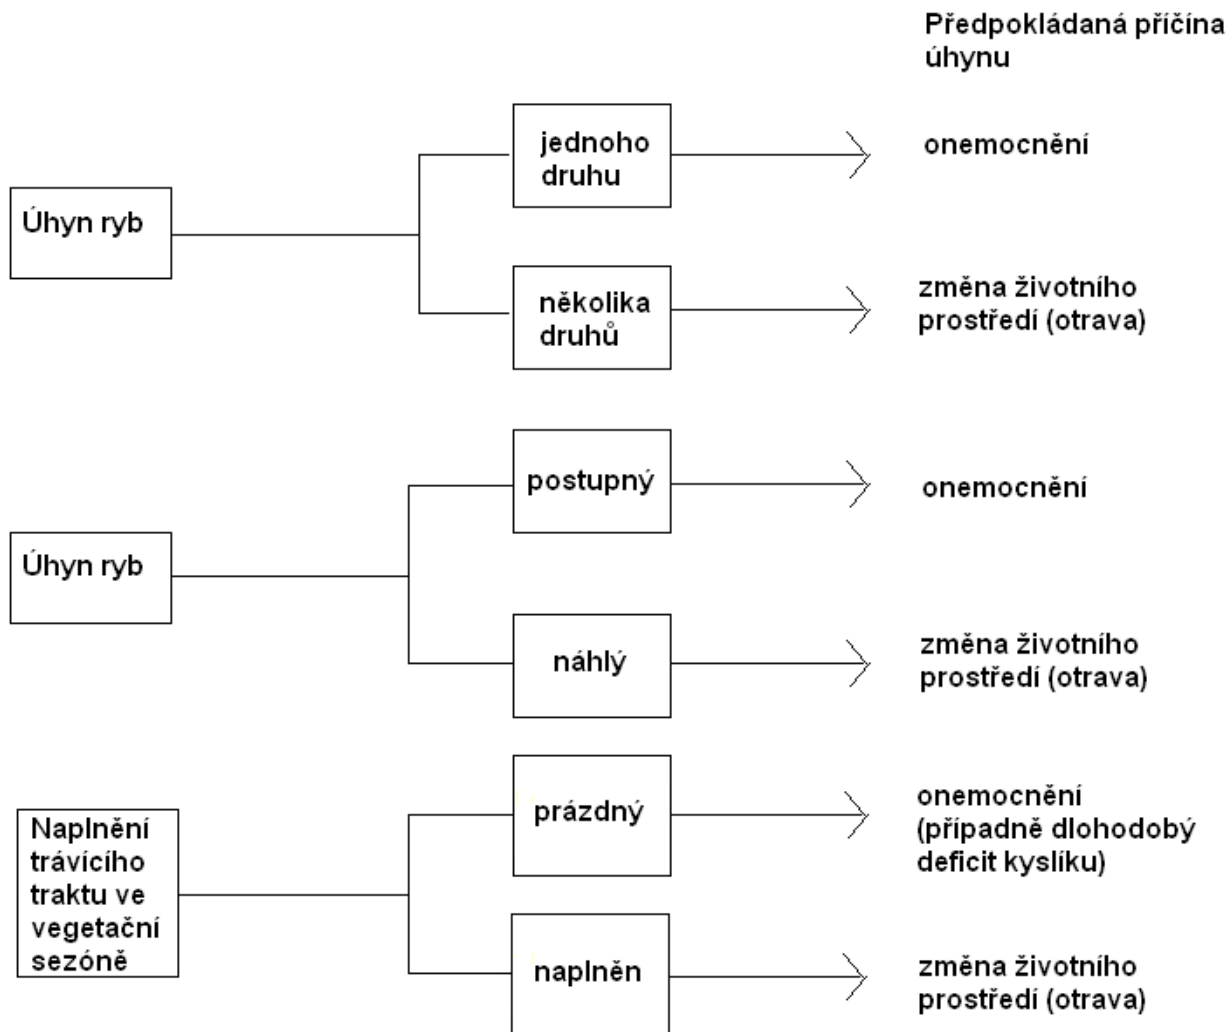 Předpokládaná příčina
úhynu
Úhyn ryb
jednoho
druhu
onemocnění
několika
druhů
změna životního
prostředí (otrava)
Úhyn ryb
postupný
onemocnění
náhlý
změna životního
prostředí (otrava)
Naplnění
trávícího
traktu ve
vegetační
sezóně
prázdný
onemocnění
(případně dlohodobý
deficit kyslíku)
naplněn
změna životního
prostředí (otrava)